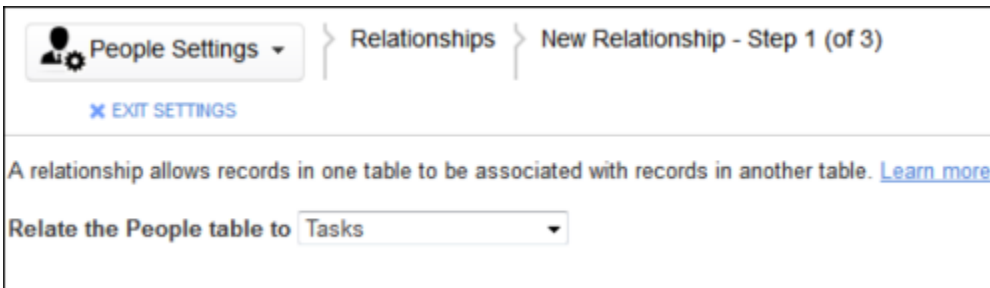 People Settings Relationships New Relationship - Step 1 (of 3)
EXIT SETTINGS
A relationship allows records in one table to be associated with records in another table. Learn more
Relate the People table to Tasks